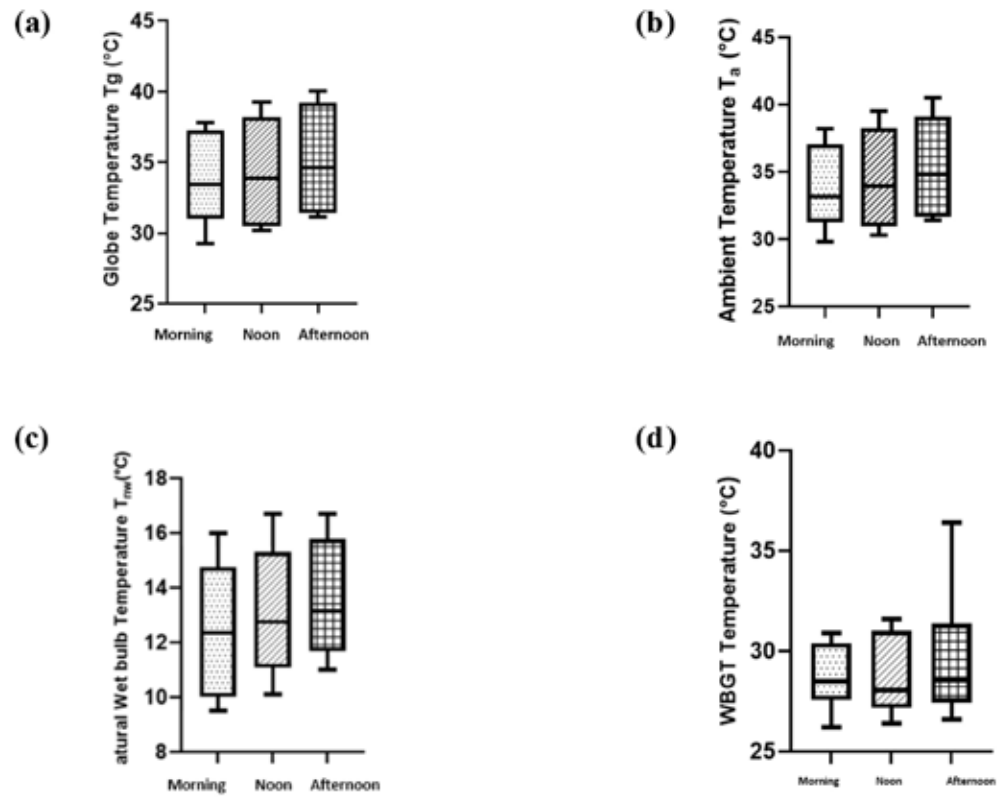 (a)
Globe Temperature Tg (°C)
45
40
35
30
25
Morning Noon Afternoon
(b)
Ambient Temperature Ta (°C)
45
40
35
30
25
Morning Noon Afternoon
(c)
atural Wet bulb Temperature Tnw(°C)
18
16
14
12
10
8
Morning Noon Afternoon
(d)
WBGT Temperature (°C)
40
35
30
25
Morning Noon Afternoon